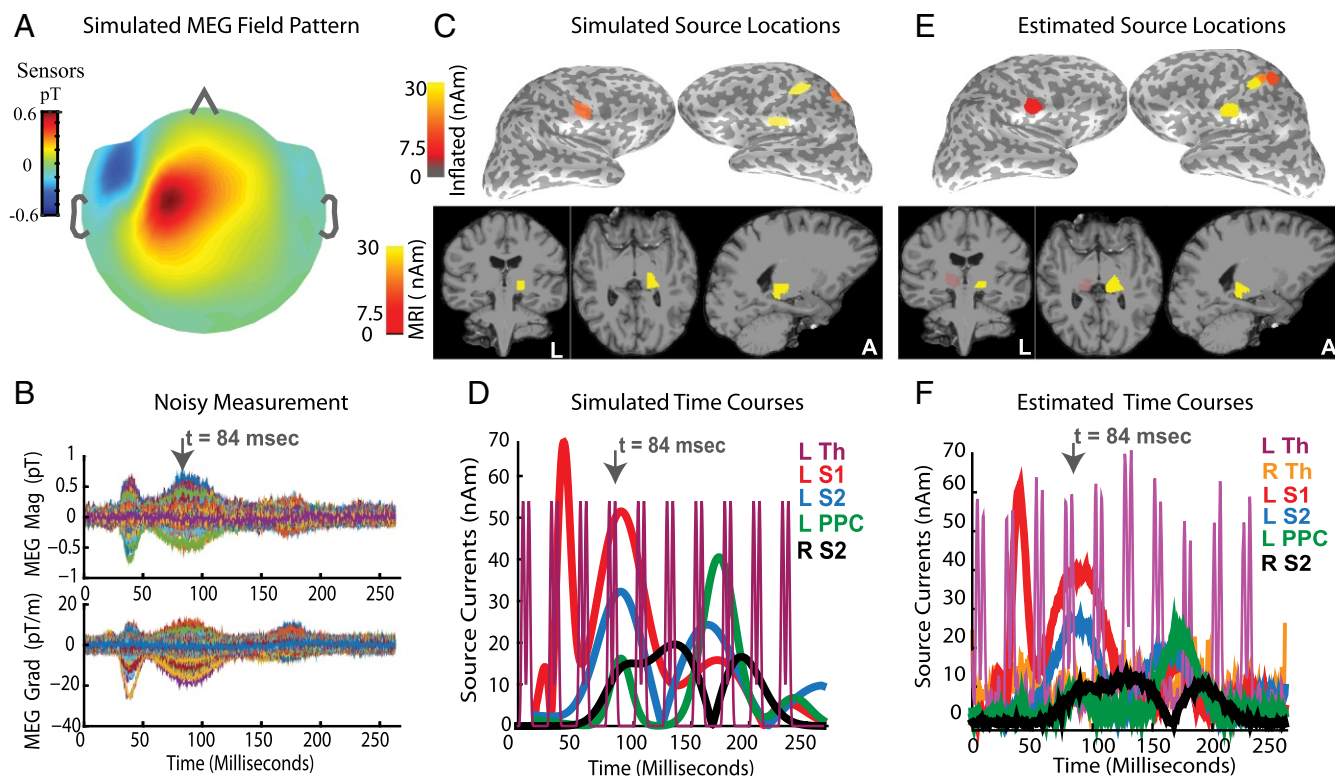 A Simulated MEG Field Pattern
Sensors
pT
0.6
0
-0.6
30
7.5
0
MRI ( nAm)
B Noisy Measurement
t = 84 msec
1
0.5
0
−0.5
−1
MEG Mag (pT)
0 50 100 150 200 250
20
0
−20
−40
MEG Grad (pT/m)
0 50 100 150 200 250
Time (Milliseconds)
C Simulated Source Locations
30
7.5
0
Inflated (nAm)
L A
D Simulated Time Courses
t = 84 msec
70
60
50
40
30
20
10
0
Source Currents (nAm)
L Th
L S1
L S2
L PPC
R S2
0 50 100 150 200 250
Time (Milliseconds)
E Estimated Source Locations
L A
F Estimated Time Courses
t = 84 msec
70
60
50
40
30
20
10
0
Source Currents (nAm)
L Th
R Th
L S1
L S2
L PPC
R S2
0 50 100 150 200 250
Time (Milliseconds)